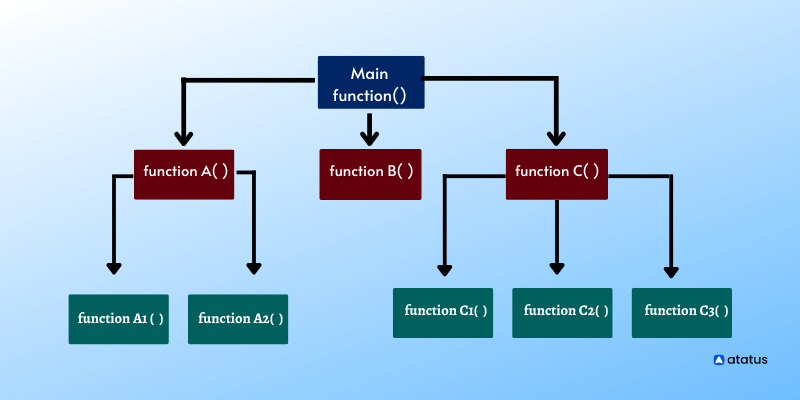 Main
function()
function A( )
function B( )
function C( )
function A1 ( )
function A2( )
function C1( )
function C2( )
function C3( )
atatus